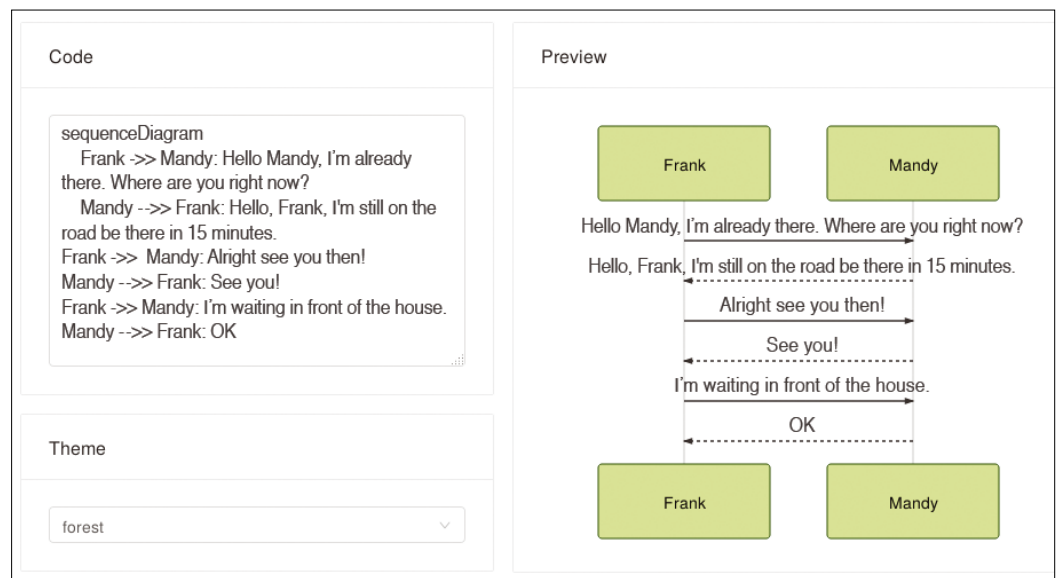 Code
sequenceDiagram
Frank ->> Mandy: Hello Mandy, I’m already
there. Where are you right now?
Mandy -->> Frank: Hello, Frank, I'm still on the
road be there in 15 minutes.
Frank ->> Mandy: Alright see you then!
Mandy -->> Frank: See you!
Frank ->> Mandy: I’m waiting in front of the house.
Mandy -->> Frank: OK
Theme
forest
Preview
Frank Mandy
Hello Mandy, I’m already there. Where are you right now?
Hello, Frank, I'm still on the road be there in 15 minutes.
Alright see you then!
See you!
I’m waiting in front of the house.
OK
Frank Mandy